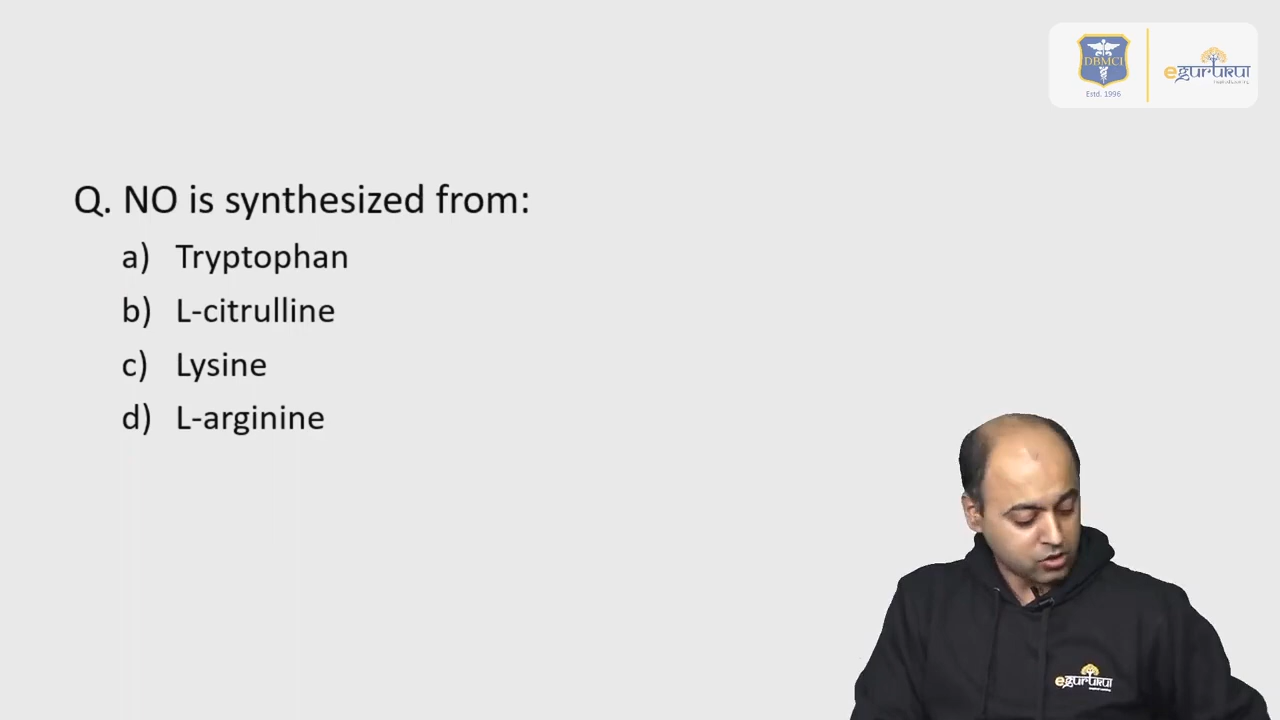 DBMCI
Estd. 1996
egurukul
Q. NO is synthesized from:
a) Tryptophan
b) L-citrulline
c) Lysine
d) L-arginine
egurukul